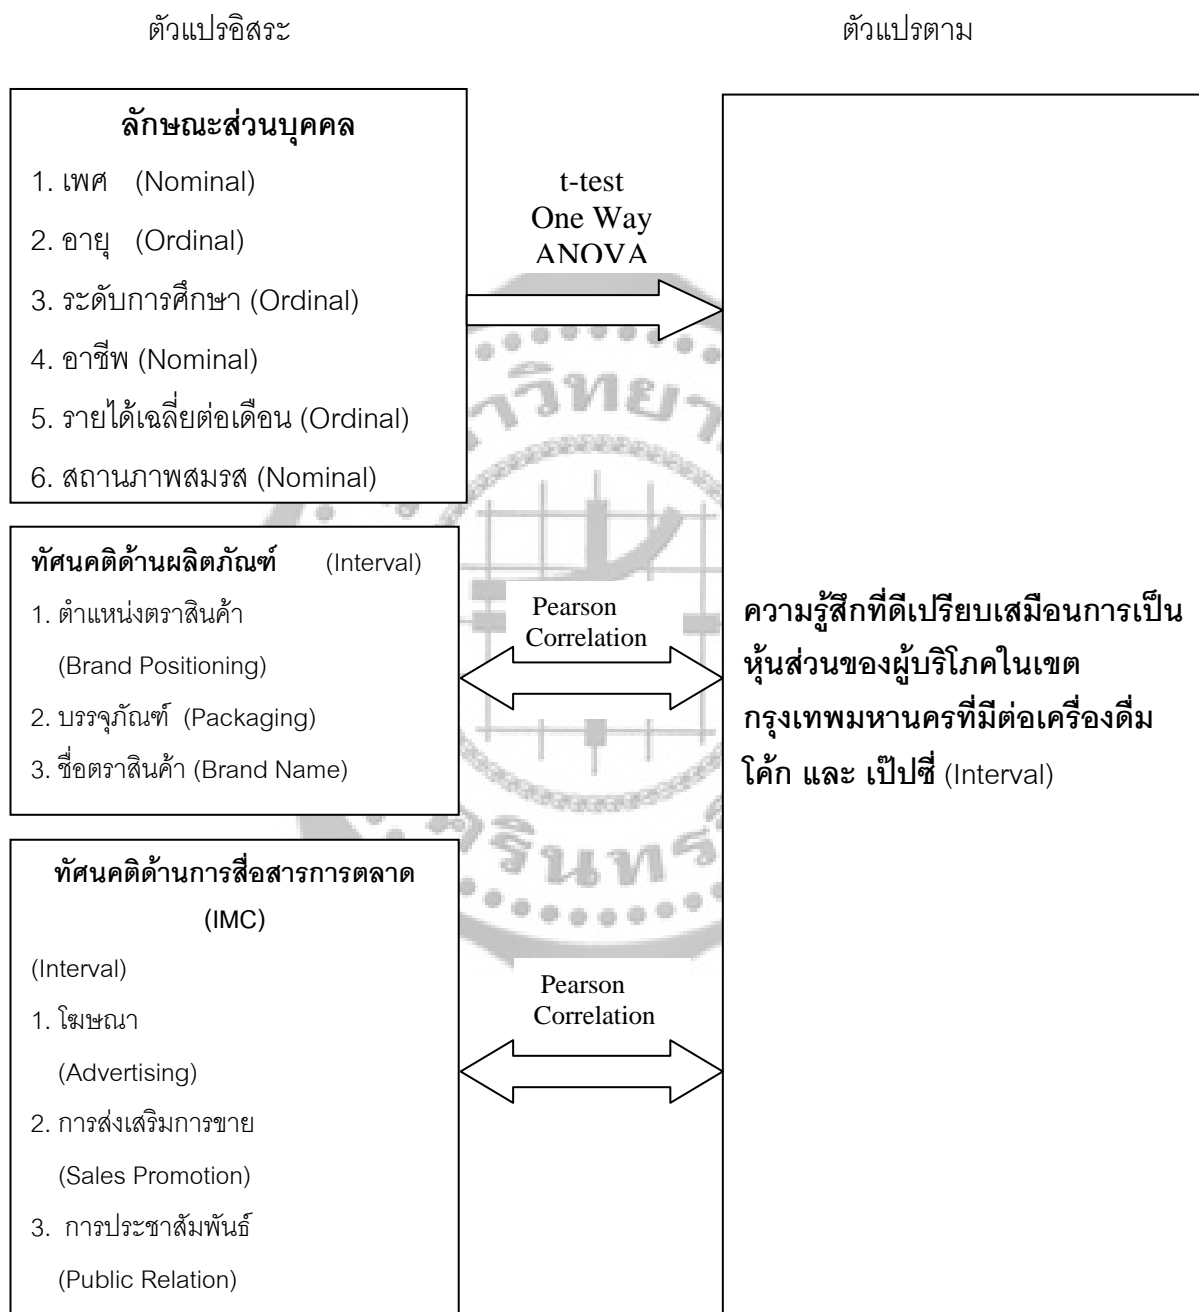 ตัวแปรอิสระ
ตัวแปรตาม
ลักษณะส่วนบุคคล
1. เพศ (Nominal)
2. อายุ (Ordinal)
3. ระดับการศึกษา (Ordinal)
4. อาชีพ (Nominal)
5. รายได้เฉลี่ยต่อเดือน (Ordinal)
6. สถานภาพสมรส (Nominal)
t-test
One Way
ANOVA
ทัศนคติด้านผลิตภัณฑ์ (Interval)
1. ตำแหน่งตราสินค้า
(Brand Positioning)
2. บรรจุภัณฑ์ (Packaging)
3. ชื่อตราสินค้า (Brand Name)
Pearson
Correlation
ความรู้สึกที่ดีเปรียบเสมือนการเป็น
หุ้นส่วนของผู้บริโภคในเขต
กรุงเทพมหานครที่มีต่อเครื่องดื่ม
โค้ก และ เป๊ปซี่ (Interval)
ทัศนคติด้านการสื่อสารการตลาด
(IMC)
(Interval)
1. โฆษณา
(Advertising)
2. การส่งเสริมการขาย
(Sales Promotion)
3. การประชาสัมพันธ์
(Public Relation)
Pearson
Correlation